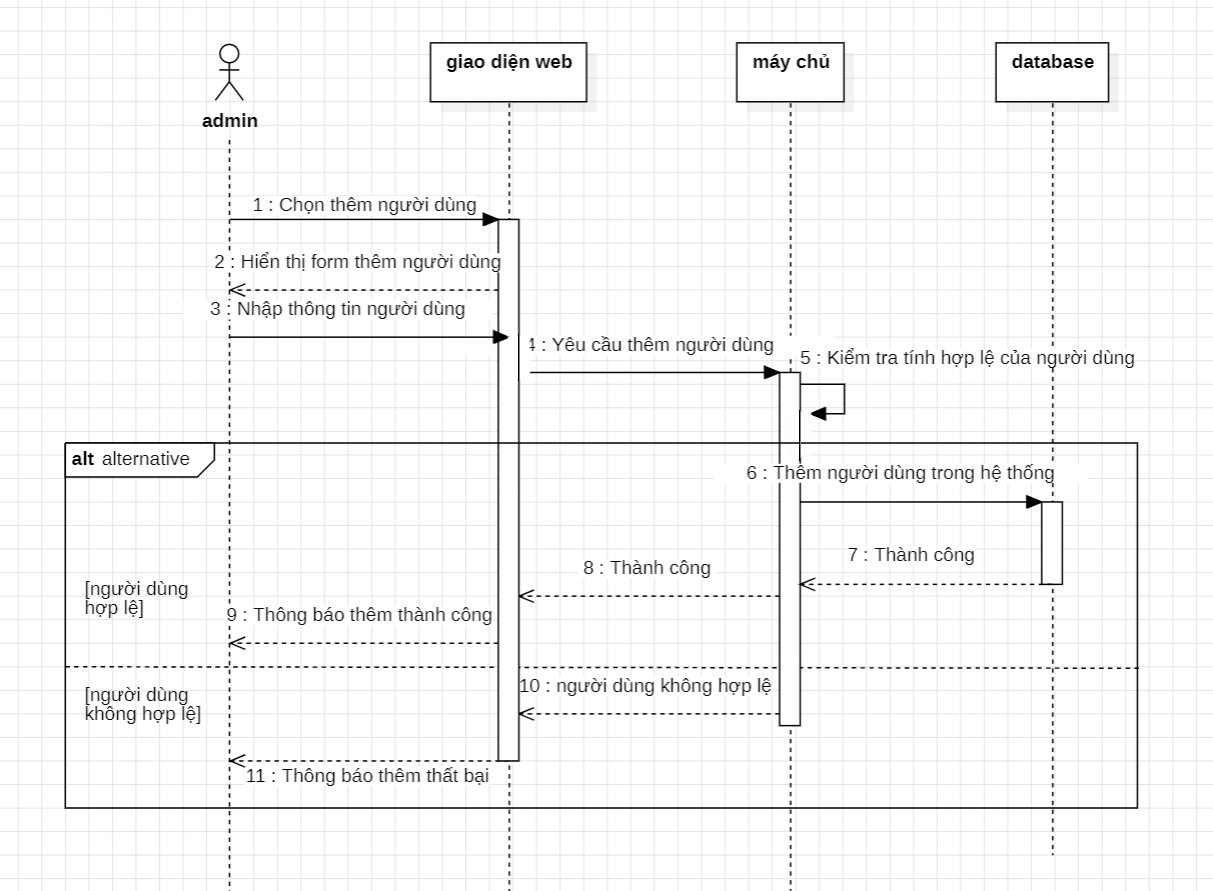 admin
giao diện web
máy chủ
database
1 : Chọn thêm người dùng
2 : Hiển thị form thêm người dùng
3 : Nhập thông tin người dùng
4 : Yêu cầu thêm người dùng
5 : Kiểm tra tính hợp lệ của người dùng
alt alternative
6 : Thêm người dùng trong hệ thống
7 : Thành công
8 : Thành công
[người dùng
hợp lệ]
9 : Thông báo thêm thành công
10 : người dùng không hợp lệ
[người dùng
không hợp lệ]
11 : Thông báo thêm thất bại